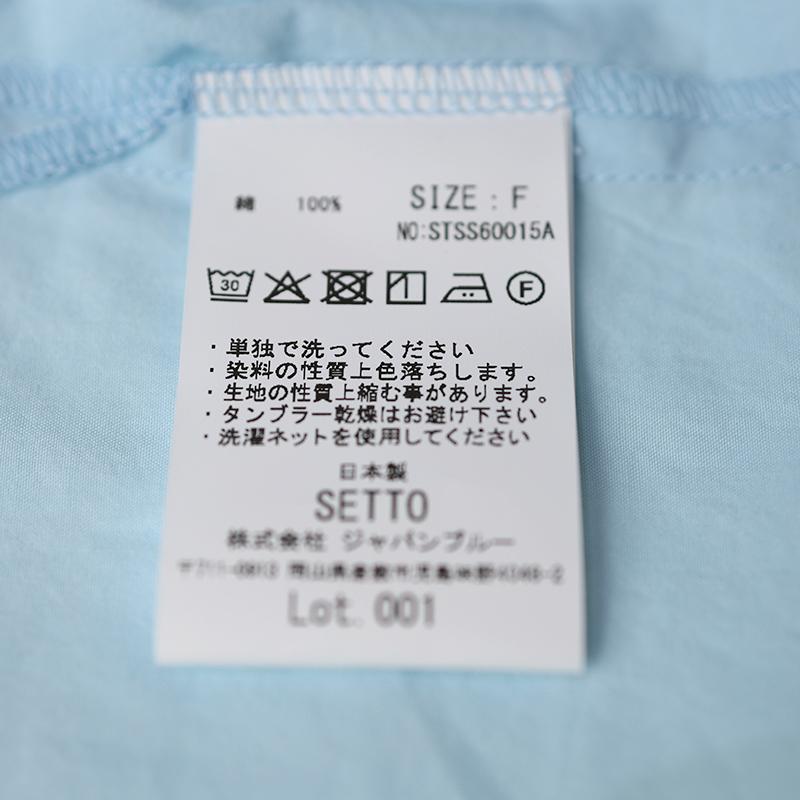 綿 100% SIZE : F
NO:STSS60015A
30 F
・単独で洗ってください
・染料の性質上色落ちします。
・生地の性質上縮む事があります。
・タンブラー乾燥はお避け下さい
・洗濯ネットを使用してください
日本製
SETTO
株式会社 ジャパンブルー
Lot.001